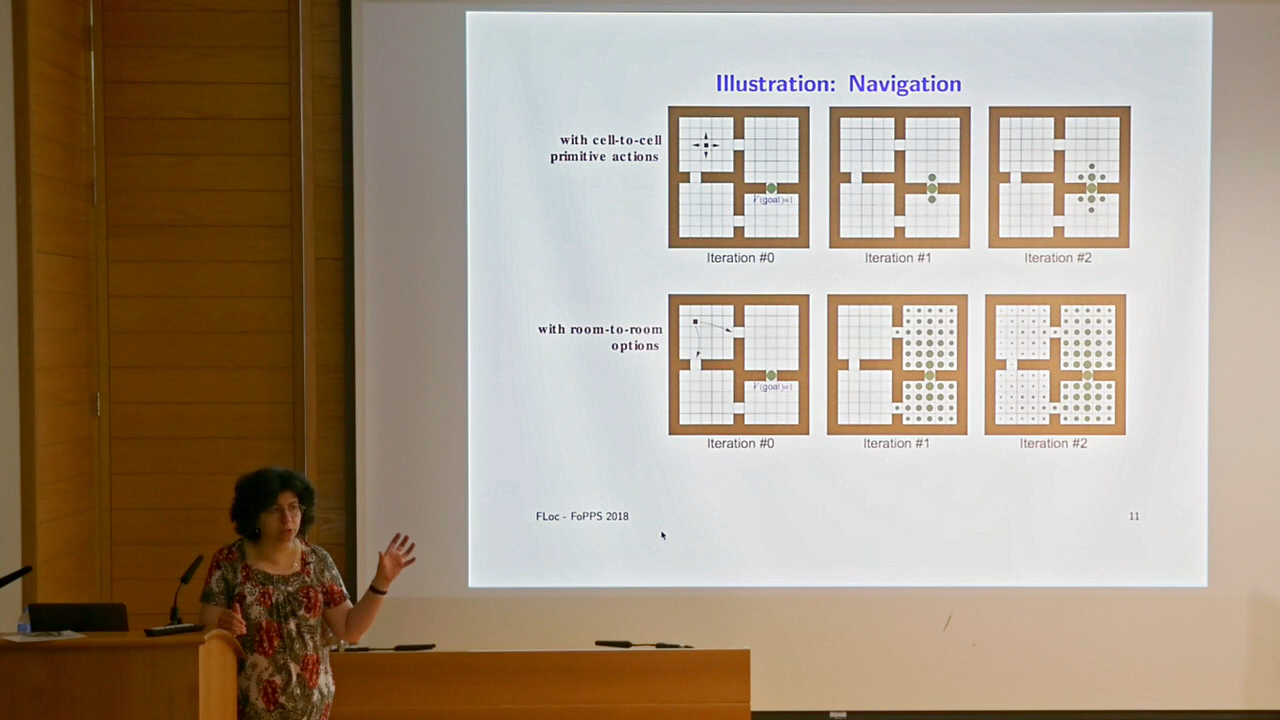 Illustration: Navigation
with cell-to-cell
primitive actions
V(goal)=1
Iteration #0
Iteration #1
Iteration #2
with room-to-room
options
V(goal)=1
Iteration #0
Iteration #1
Iteration #2
FLoc - FoPPS 2018
11